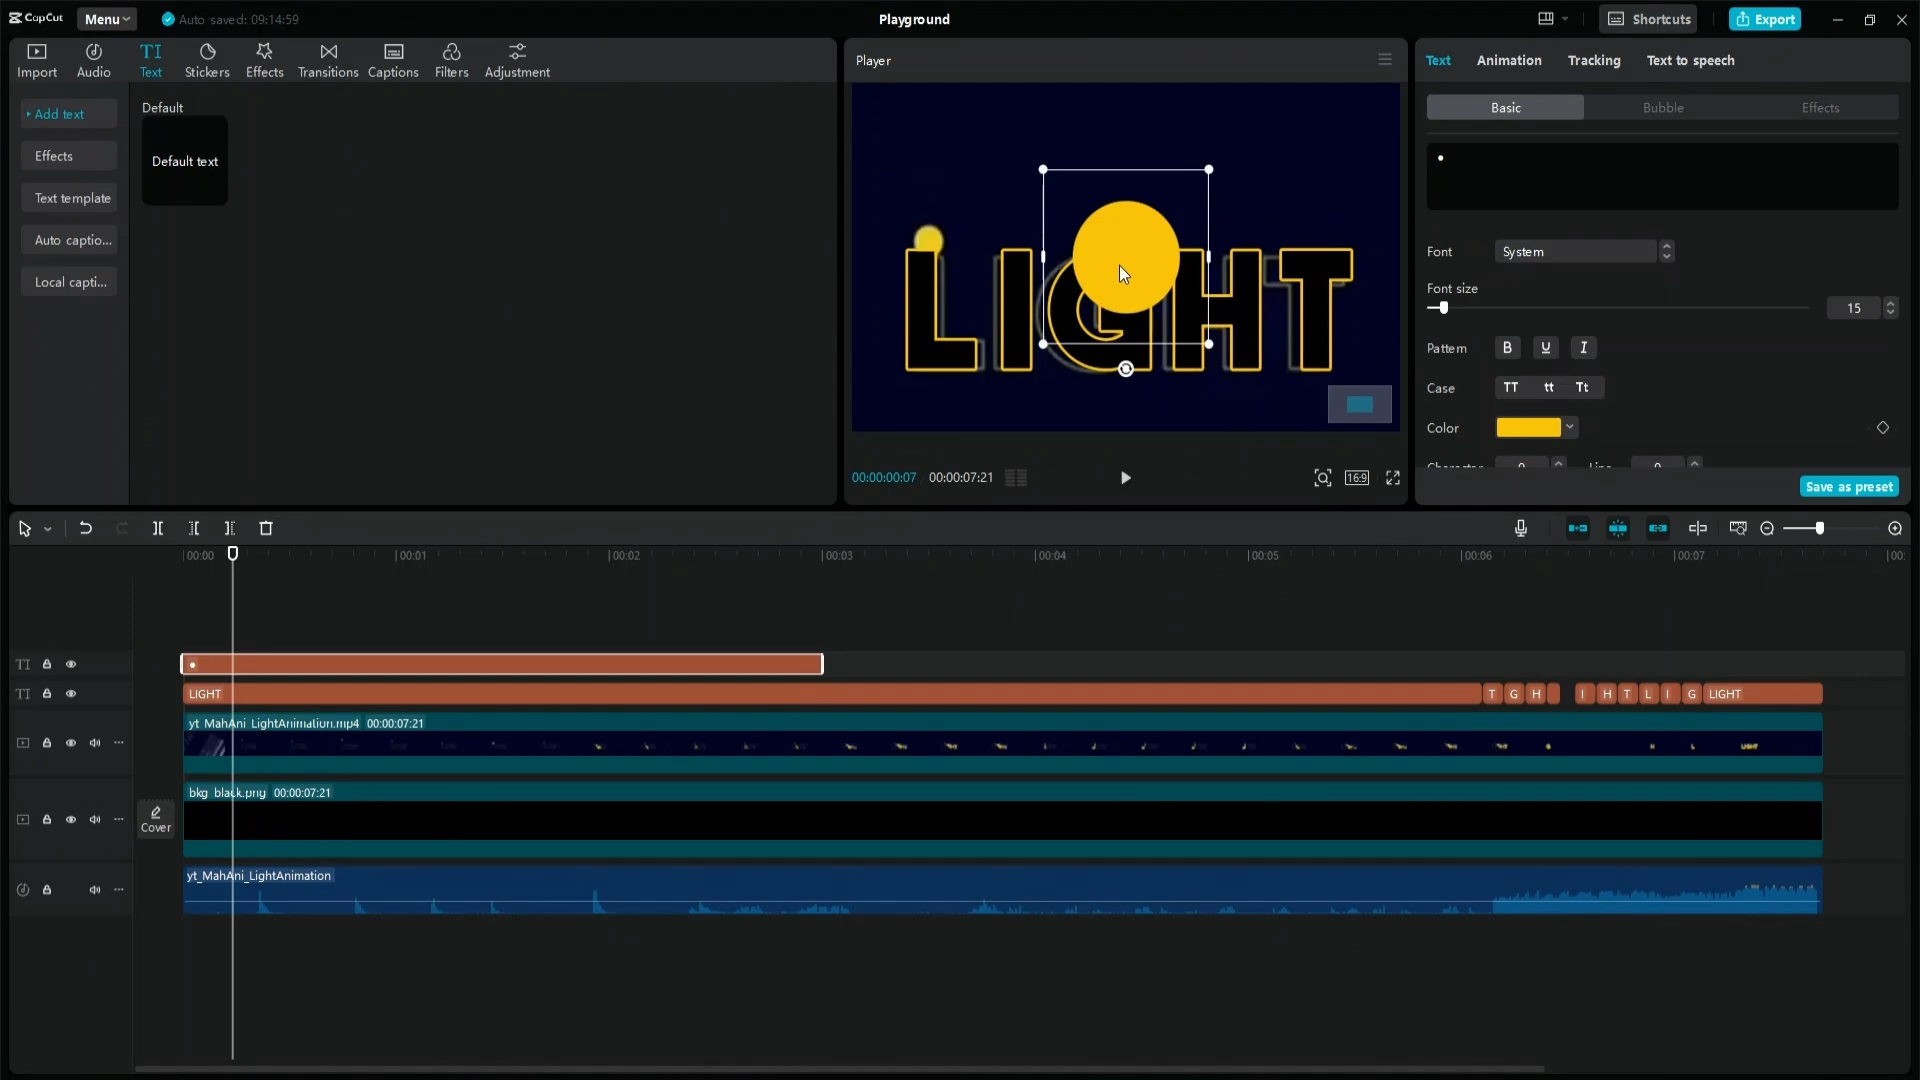 CapCut
Menu
Auto saved: 09:14:59
Playground
Shortcuts
Export
Import
Audio
TI
Text
Stickers
Effects
Transitions
Captions
Filters
Adjustment
Add text
Effects
Text template
Auto captio...
Local capti...
Default
Default text
Player
LIGHT
00:00:00:07
00:00:07:21
16:9
Text
Animation
Tracking
Text to speech
Basic
Bubble
Effects
•
Font
System
Font size
15
Pattern
B
U
I
Case
TT
tt
Tt
Color
Save as preset
00:00
00:01
00:02
00:03
00:04
00:05
00:06
00:07
00:
TI
•
TI
LIGHT
T
G
H
I
H
T
L
I
G
LIGHT
yt_MahAni_LightAnimation.mp4 00:00:07:21
Cover
bkg_black.png 00:00:07:21
yt_MahAni_LightAnimation